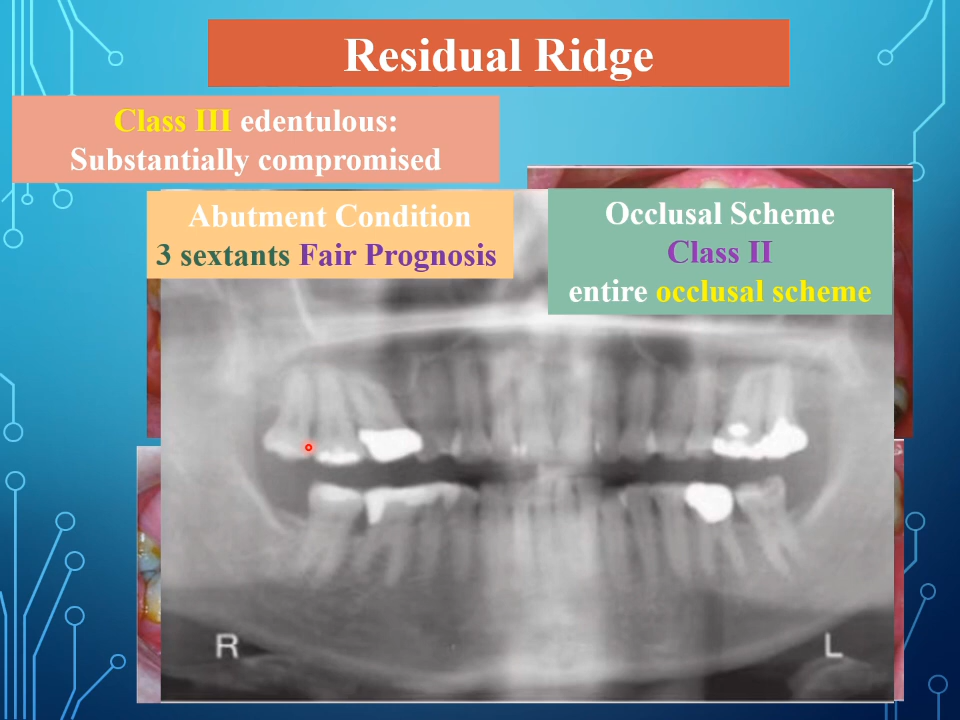 Residual Ridge
Class III edentulous:
Substantially compromised
Abutment Condition
3 sextants Fair Prognosis
Occlusal Scheme
Class II
entire occlusal scheme
R
L